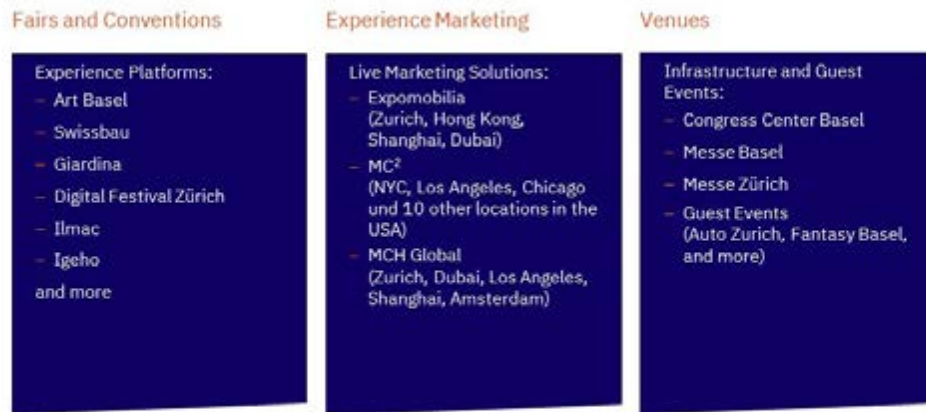 Fairs and Conventions
Experience Platforms:
– Art Basel
– Swissbau
– Giardina
– Digital Festival Zürich
– Ilmac
– Igeho
and more
Experience Marketing
Live Marketing Solutions:
– Expomobilia
(Zurich, Hong Kong,
Shanghai, Dubai)
– MC²
(NYC, Los Angeles, Chicago
und 10 other locations in the
USA)
– MCH Global
(Zurich, Dubai, Los Angeles,
Shanghai, Amsterdam)
Venues
Infrastructure and Guest
Events:
– Congress Center Basel
– Messe Basel
– Messe Zürich
– Guest Events
(Auto Zurich, Fantasy Basel,
and more)